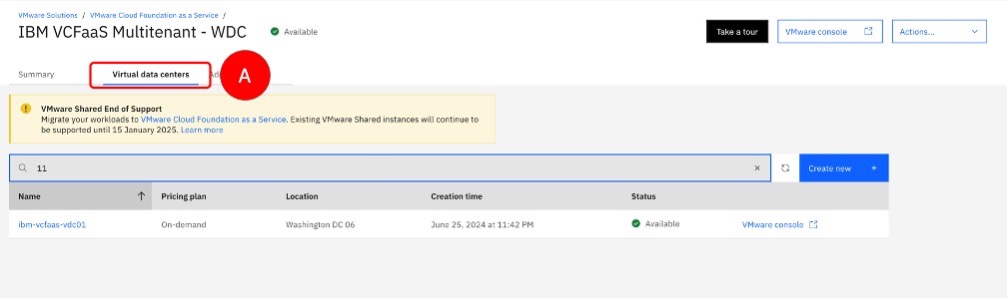 VMware Solutions / VMware Cloud Foundation as a Service /
IBM VCFaaS Multitenant - WDC Available
Take a tour
VMware console
Actions...
Summary
Virtual data centers
A
VMware Shared End of Support
Migrate your workloads to VMware Cloud Foundation as a Service. Existing VMware Shared instances will continue to
be supported until 15 January 2025. Learn more
11
Create new +
Name Pricing plan Location Creation time Status
ibm-vcfaas-vdc01 On-demand Washington DC 06 June 25, 2024 at 11:42 PM Available VMware console